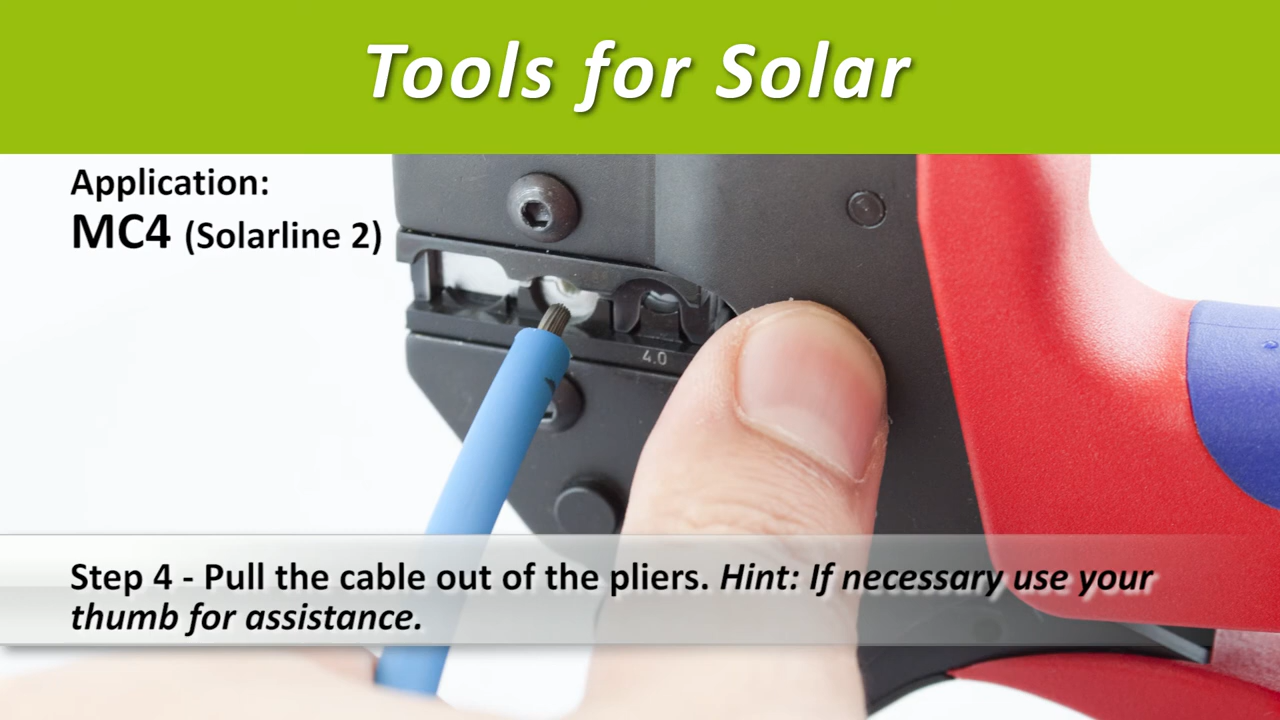 Tools for Solar
Application:
MC4 (Solarline 2)
4.0
Step 4 - Pull the cable out of the pliers. Hint: If necessary use your
thumb for assistance.